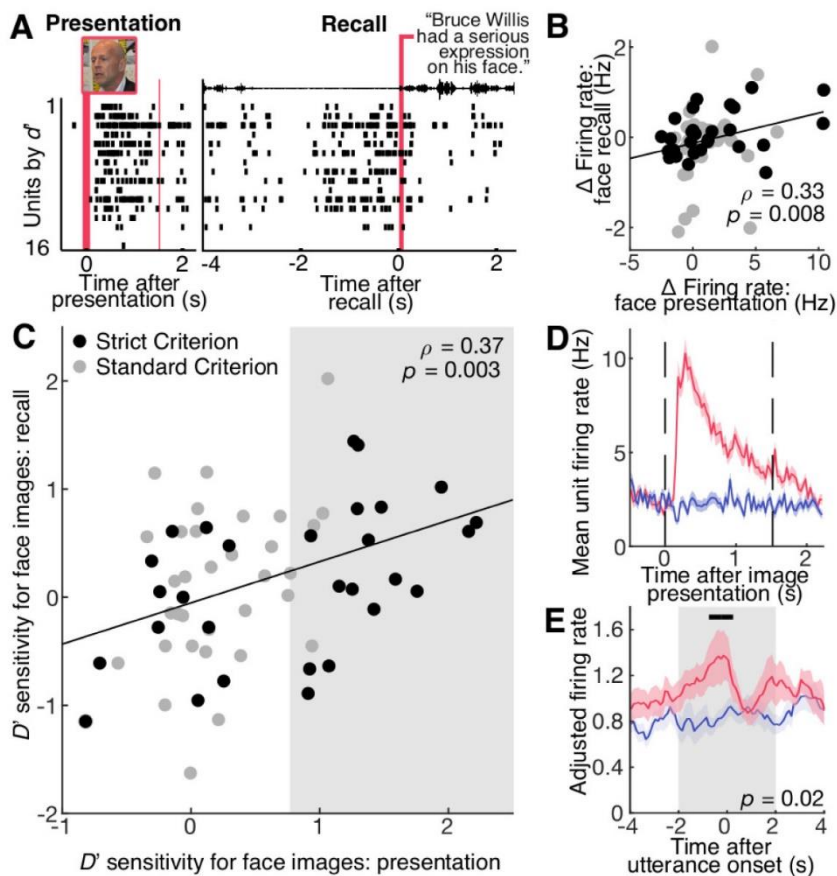 A
Presentation
Recall
"Bruce Willis
had a serious
expression
on his face."
Units by d'
1
16
0
2
Time after
presentation (s)
-4
-2
0
2
Time after
recall (s)
B
Δ Firing rate:
face recall (Hz)
2
0
-2
ρ = 0.33
p = 0.008
-5
0
5
10
Δ Firing rate:
face presentation (Hz)
C
Strict Criterion
Standard Criterion
ρ = 0.37
p = 0.003
D' sensitivity for face images: recall
2
1
0
-1
-2
-1
0
1
2
D' sensitivity for face images: presentation
D
Mean unit firing rate (Hz)
10
5
0
0
1
2
Time after image
presentation (s)
E
Adjusted firing rate
1.6
1.2
0.8
0.4
0
p = 0.02
-4
-2
0
2
4
Time after
utterance onset (s)